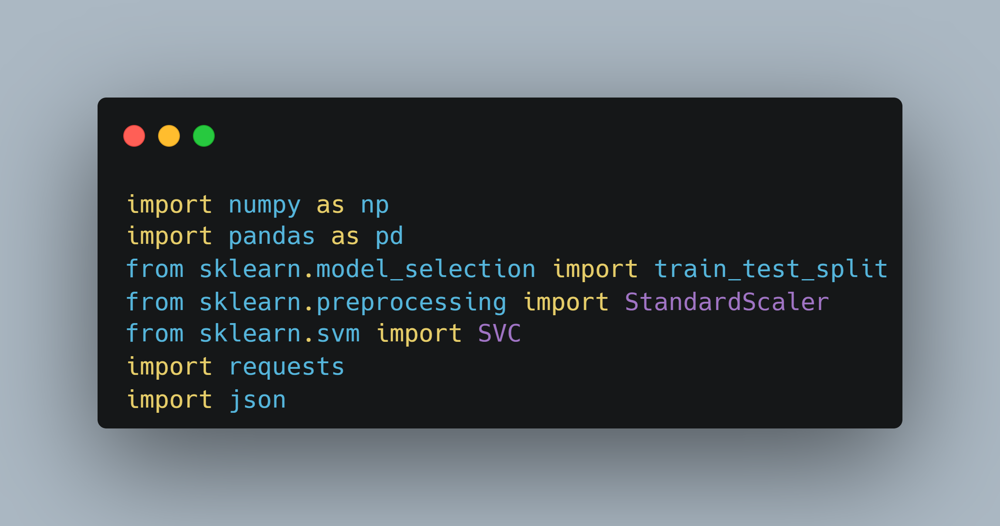 import numpy as np
import pandas as pd
from sklearn.model_selection import train_test_split
from sklearn.preprocessing import StandardScaler
from sklearn.svm import SVC
import requests
import json